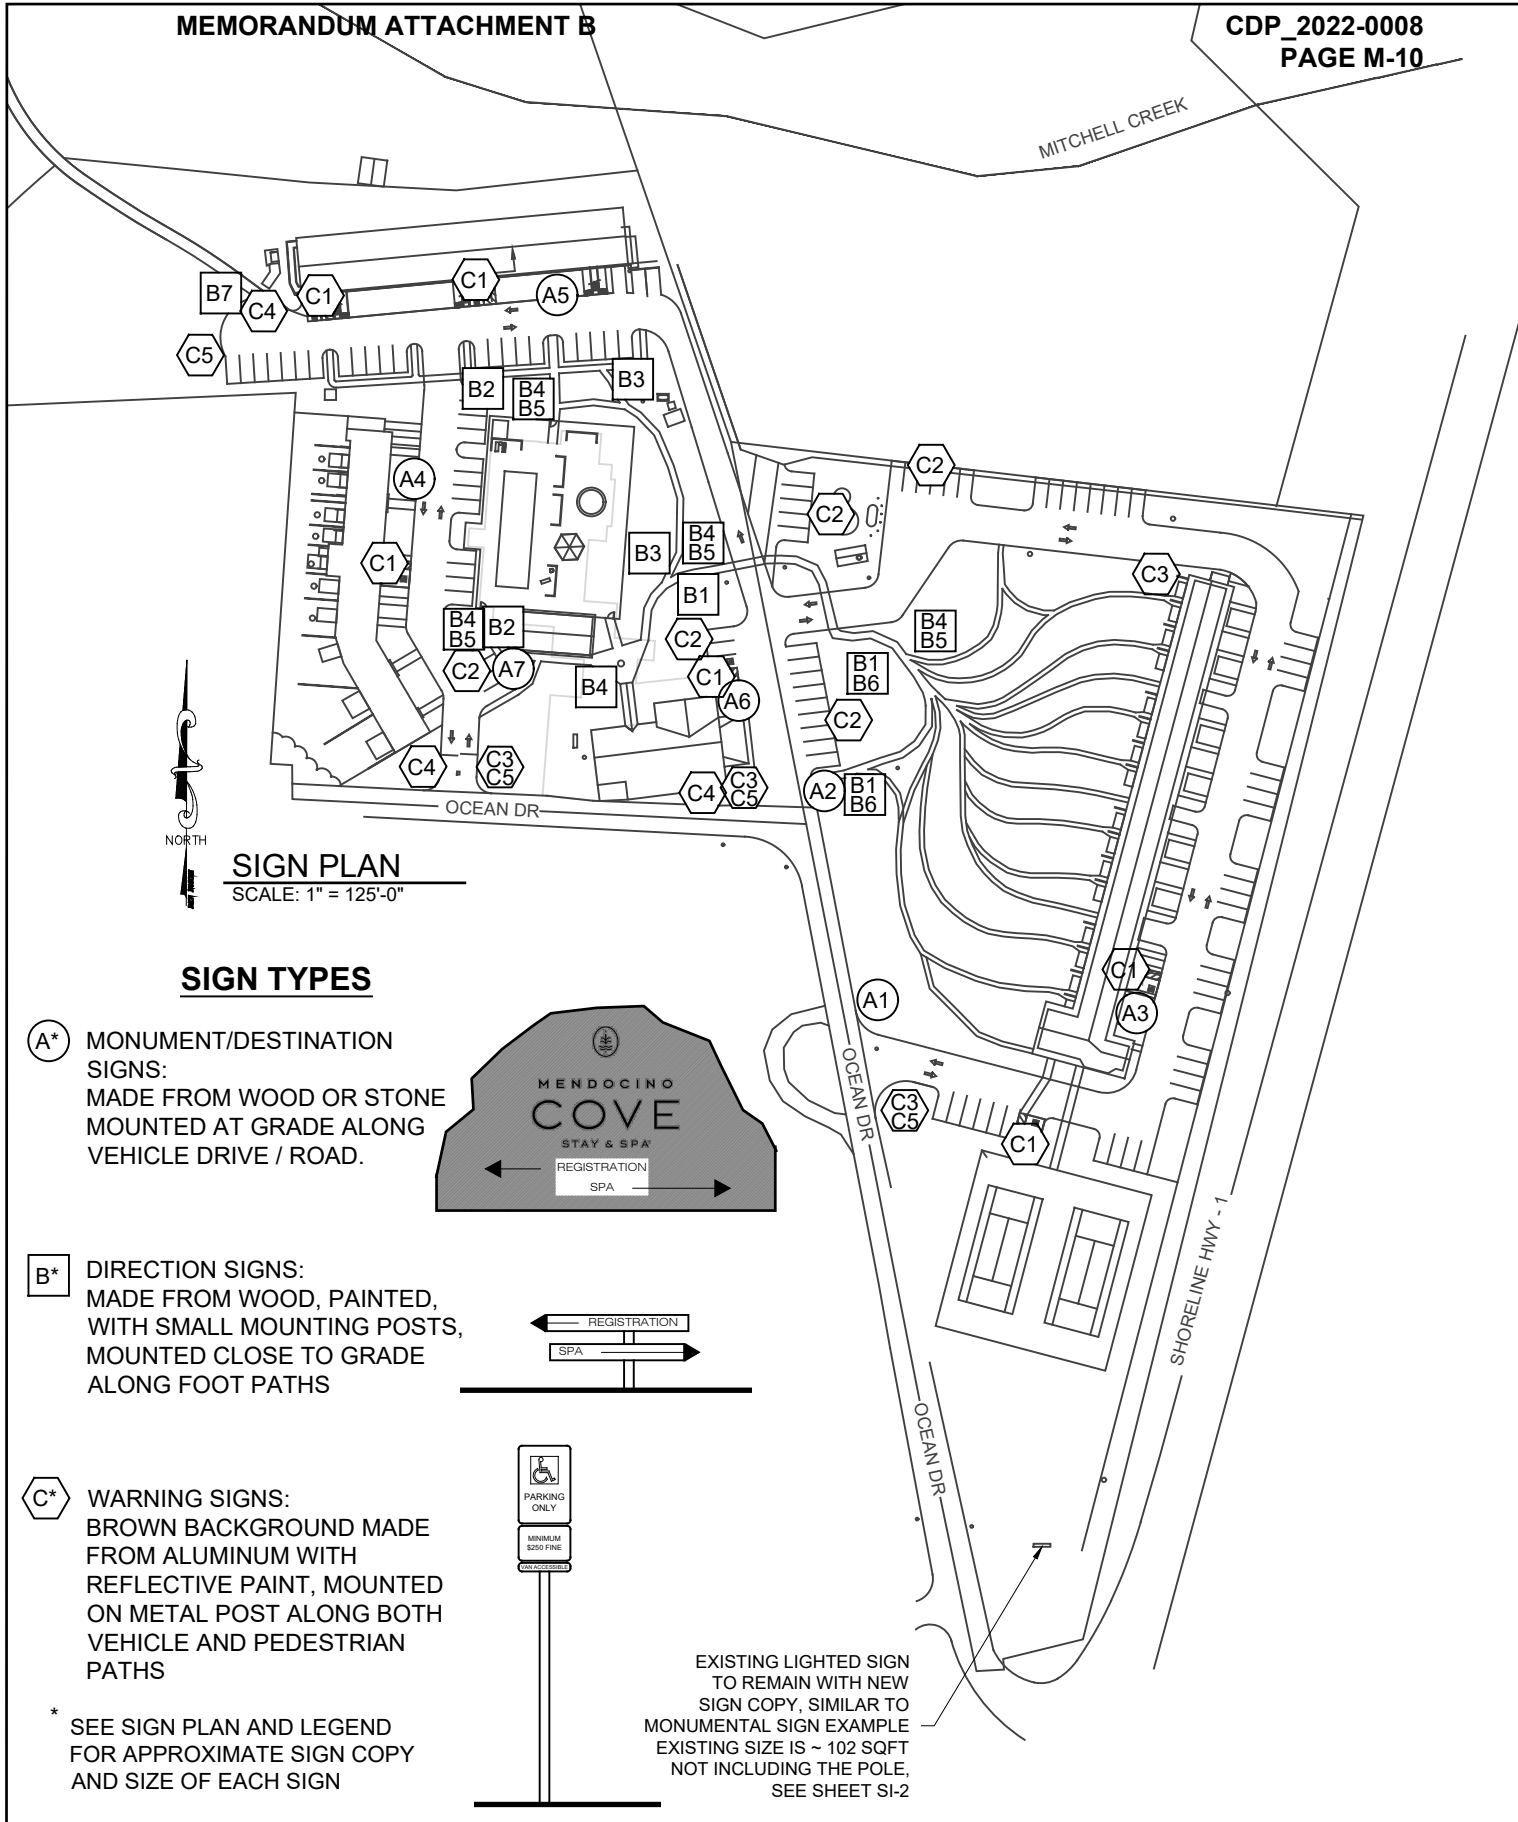 MEMORANDUM ATTACHMENT B
CDP_2022-0008
PAGE M-10
MITCHELL CREEK
B7
C4
C1
C1
A5
C5
B2
B4
B5
B3
C2
A4
C2
C1
B3
B4
B5
C3
B1
B4
B5
B2
C2
B4
B5
C2
A7
B4
C1
A6
B1
B6
C2
C4
C3
C5
C4
C3
C5
A2
B1
B6
OCEAN DR
NORTH
SIGN PLAN
SCALE: 1" = 125'-0"
C1
A1
A3
OCEAN DR
C3
C5
C1
SHORELINE HWY - 1
OCEAN DR
SIGN TYPES
A*
MONUMENT/DESTINATION
SIGNS:
MADE FROM WOOD OR STONE
MOUNTED AT GRADE ALONG
VEHICLE DRIVE / ROAD.
MENDOCINO
COVE
STAY & SPA
REGISTRATION
SPA
B*
DIRECTION SIGNS:
MADE FROM WOOD, PAINTED,
WITH SMALL MOUNTING POSTS,
MOUNTED CLOSE TO GRADE
ALONG FOOT PATHS
REGISTRATION
SPA
C*
WARNING SIGNS:
BROWN BACKGROUND MADE
FROM ALUMINUM WITH
REFLECTIVE PAINT, MOUNTED
ON METAL POST ALONG BOTH
VEHICLE AND PEDESTRIAN
PATHS
PARKING
ONLY
MINIMUM
$250 FINE
VAN ACCESSIBLE
*
SEE SIGN PLAN AND LEGEND
FOR APPROXIMATE SIGN COPY
AND SIZE OF EACH SIGN
EXISTING LIGHTED SIGN
TO REMAIN WITH NEW
SIGN COPY, SIMILAR TO
MONUMENTAL SIGN EXAMPLE
EXISTING SIZE IS ~ 102 SQFT
NOT INCLUDING THE POLE,
SEE SHEET SI-2